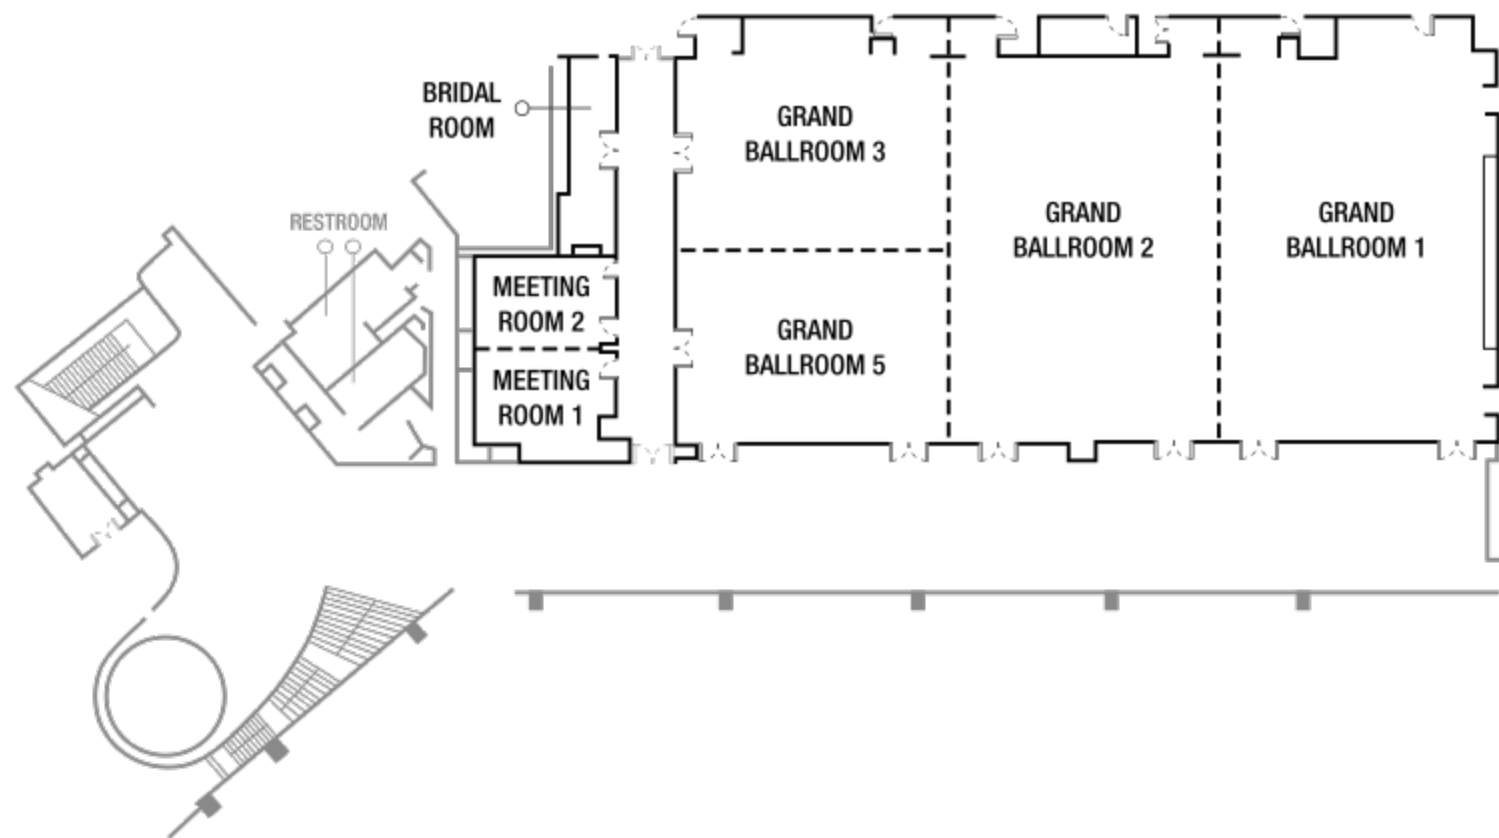 BRIDAL
ROOM
RESTROOM
MEETING
ROOM 2
MEETING
ROOM 1
GRAND
BALLROOM 3
GRAND
BALLROOM 5
GRAND
BALLROOM 2
GRAND
BALLROOM 1